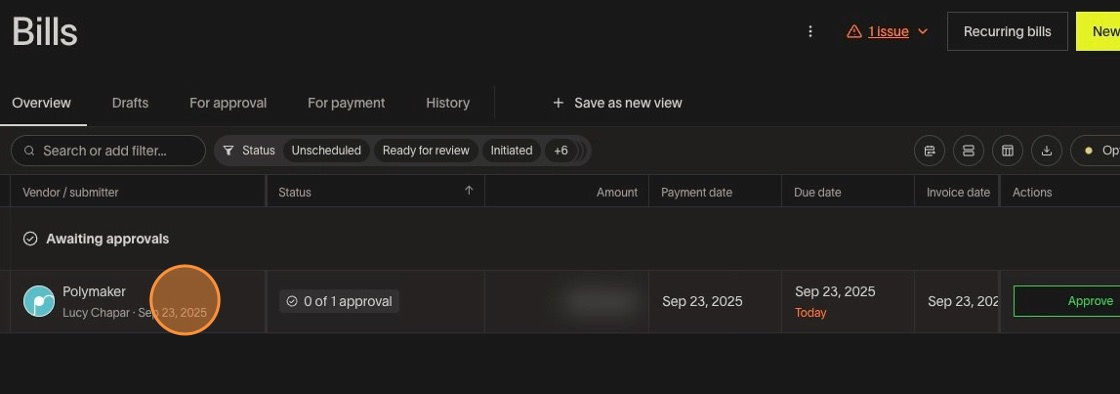 Bills
1 issue
Recurring bills
New
Overview
Drafts
For approval
For payment
History
+ Save as new view
Search or add filter...
Status
Unscheduled
Ready for review
Initiated
+6
Vendor / submitter
Status
Amount
Payment date
Due date
Invoice date
Actions
Awaiting approvals
Polymaker
Lucy Chapar · Sep 23, 2025
0 of 1 approval
Sep 23, 2025
Sep 23, 2025
Today
Sep 23, 202
Approve